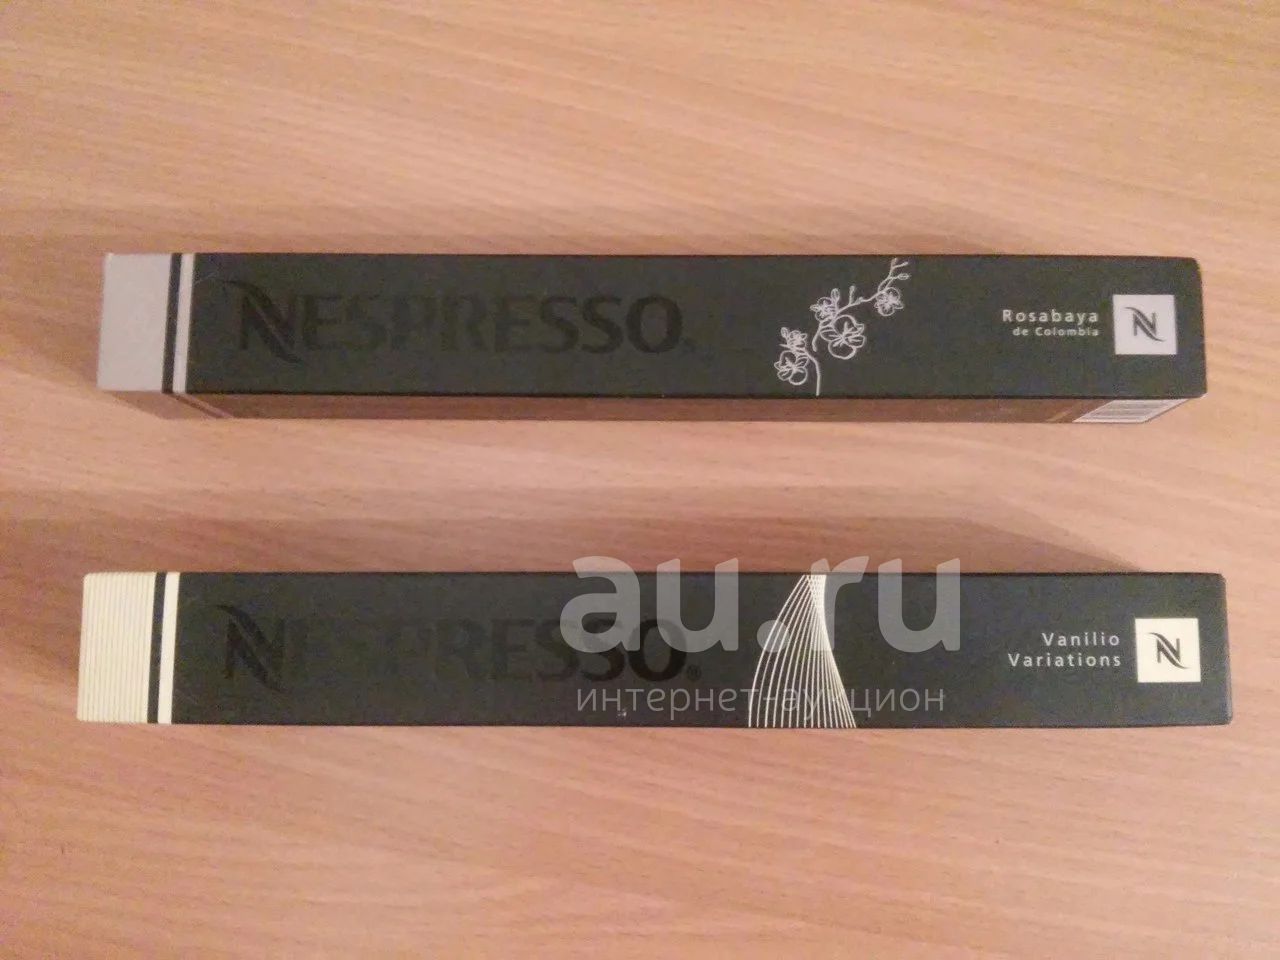 NESPRESSO
Rosabaya
de Colombia
N
au.ru
NESPRESSO®
интернет-аукцион
Vanilio
Variations
N